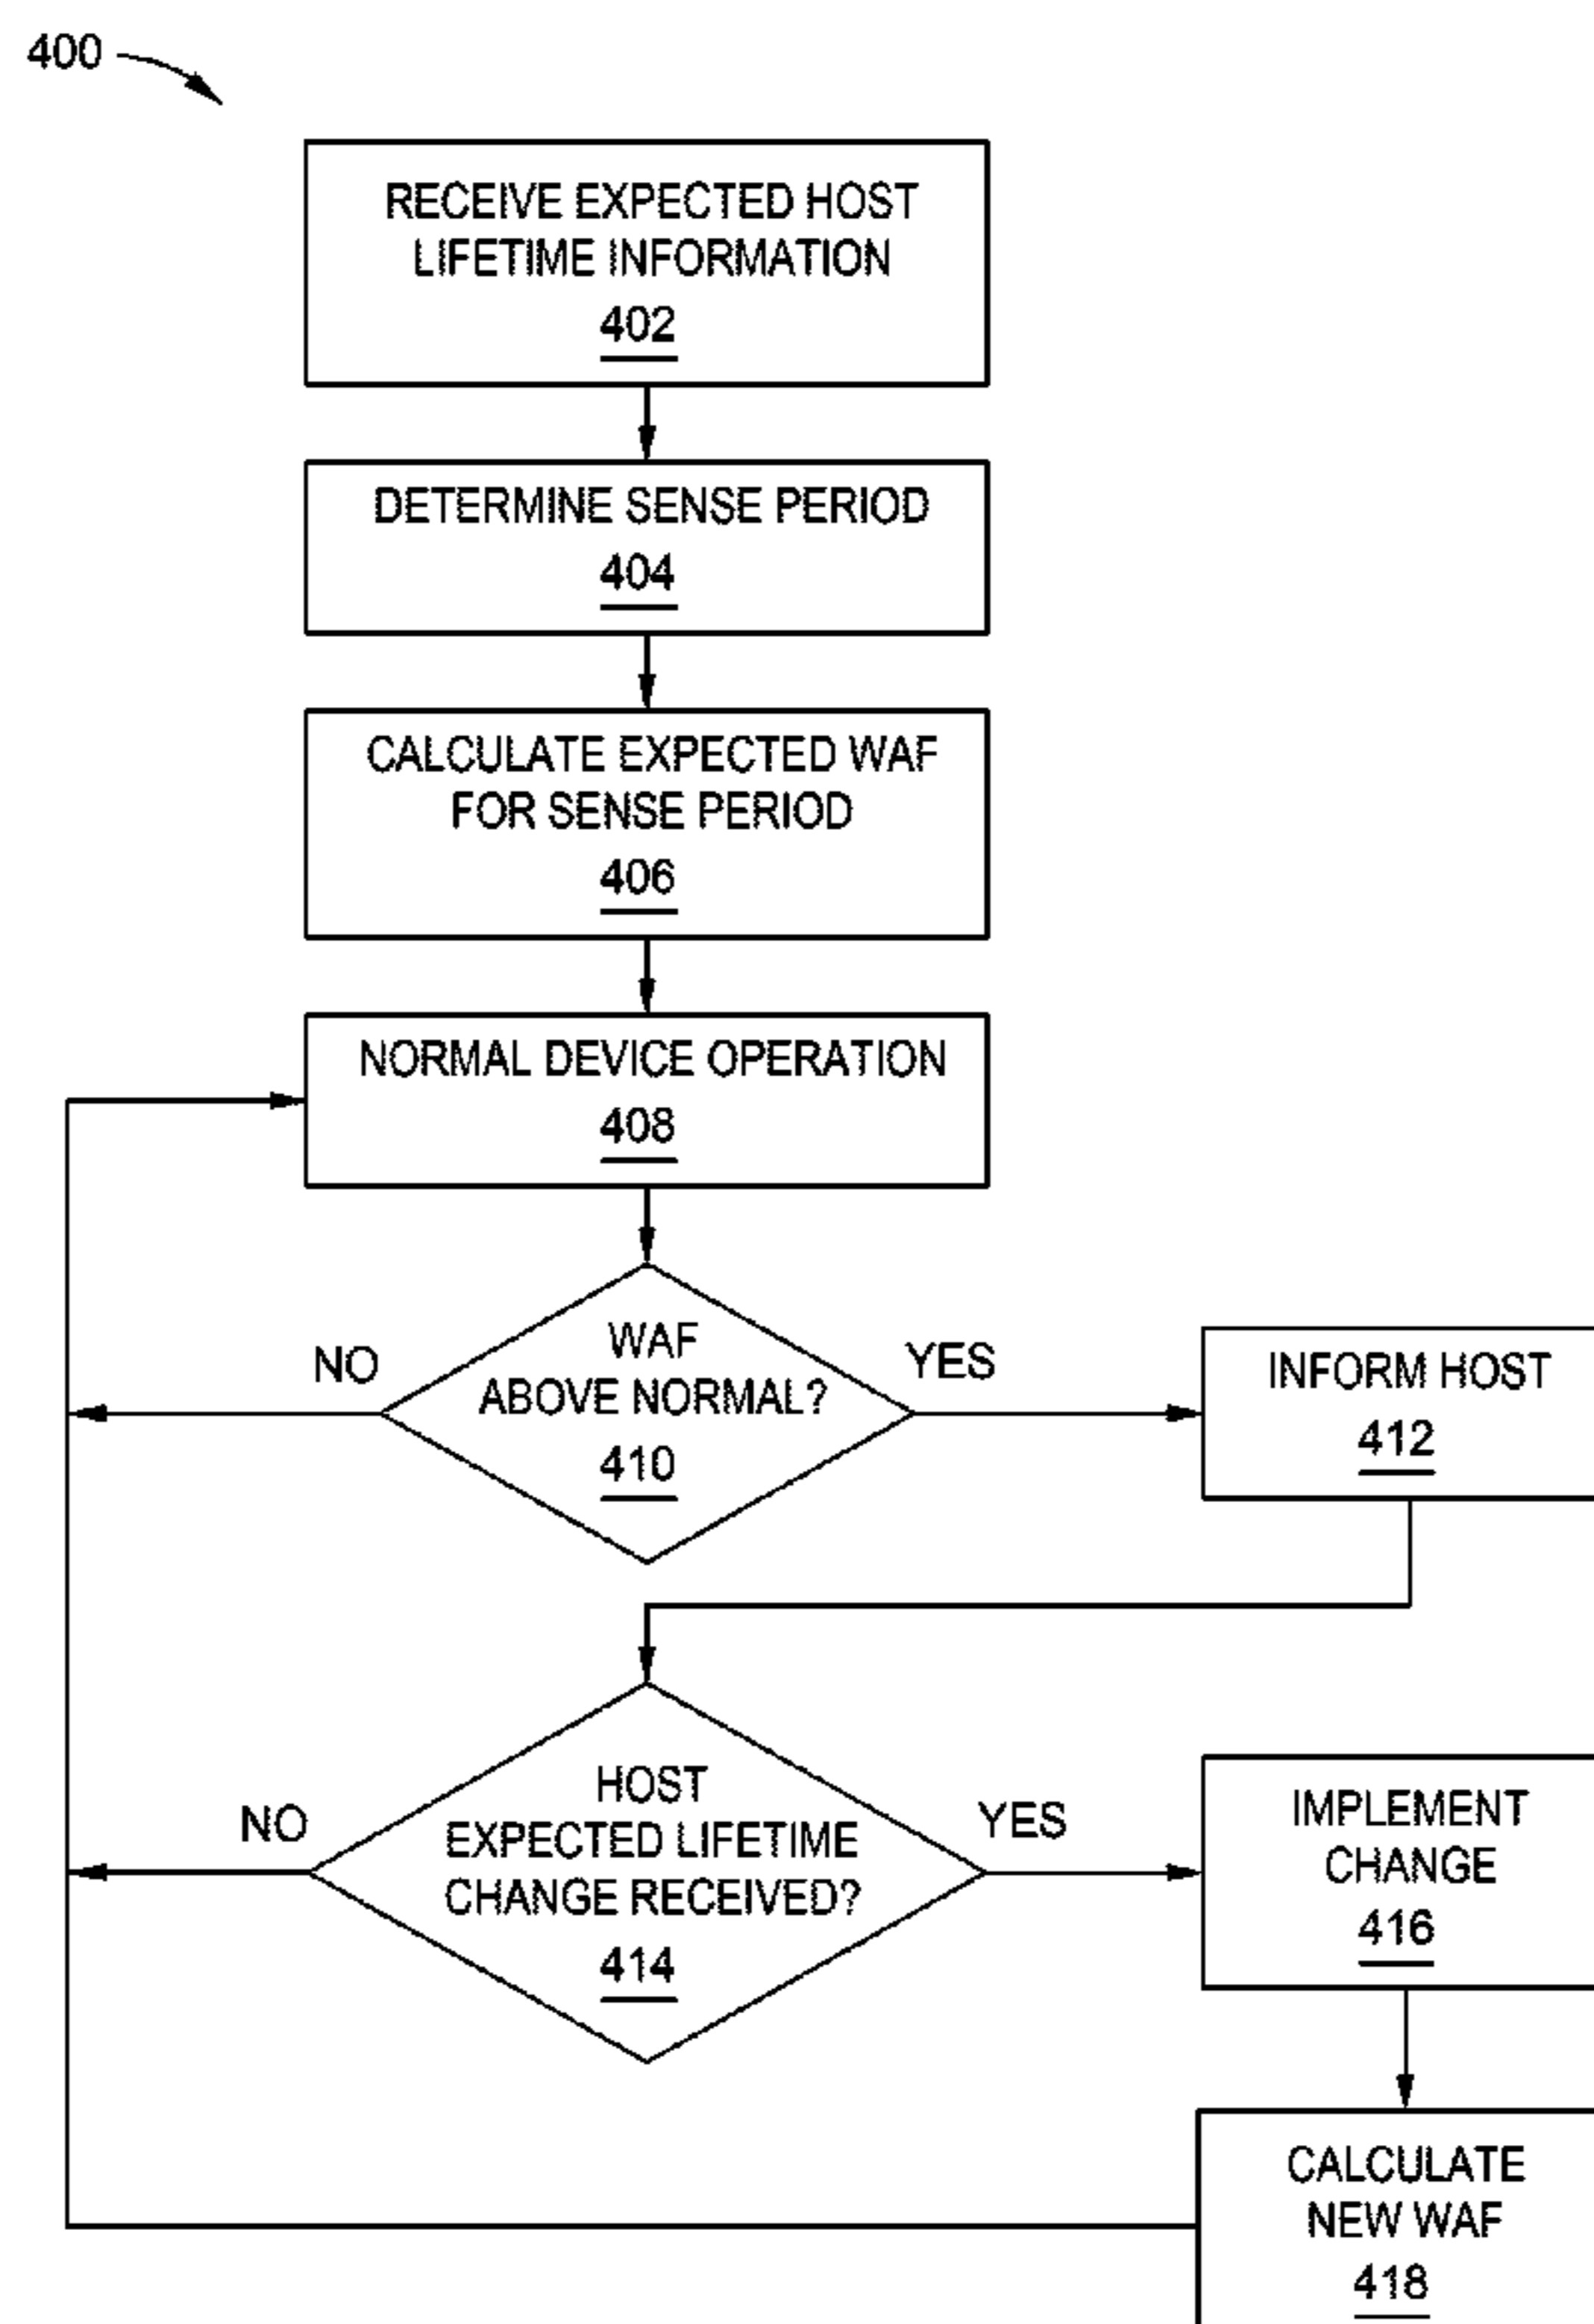 400
RECEIVE EXPECTED HOST
LIFETIME INFORMATION
402
DETERMINE SENSE PERIOD
404
CALCULATE EXPECTED WAF
FOR SENSE PERIOD
406
NORMAL DEVICE OPERATION
408
WAF
ABOVE NORMAL?
410
NO
YES
INFORM HOST
412
HOST
EXPECTED LIFETIME
CHANGE RECEIVED?
414
NO
YES
IMPLEMENT
CHANGE
416
CALCULATE
NEW WAF
418